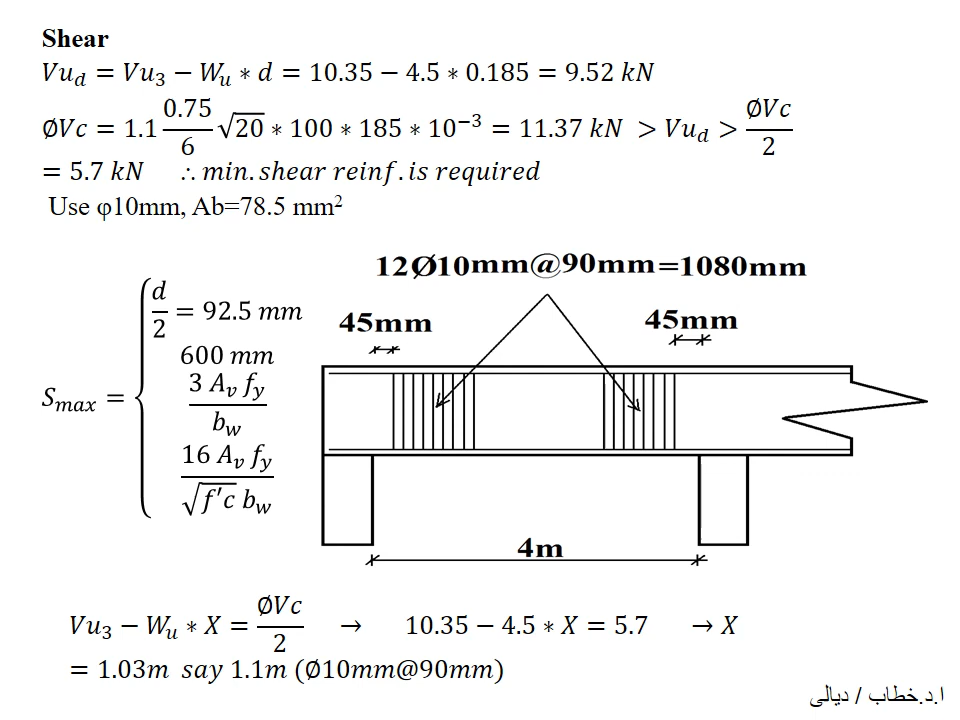 Shear
𝑉𝑢_d = 𝑉𝑢_3 − 𝑊_u ∗ 𝑑 = 10.35 − 4.5 ∗ 0.185 = 9.52 𝑘𝑁
∅𝑉𝑐 = 1.1 0.75/6 √20 ∗ 100 ∗ 185 ∗ 10⁻³ = 11.37 𝑘𝑁 > 𝑉𝑢_d > ∅𝑉𝑐/2
= 5.7 𝑘𝑁 ∴ 𝑚𝑖𝑛. 𝑠ℎ𝑒𝑎𝑟 𝑟𝑒𝑖𝑛𝑓. 𝑖𝑠 𝑟𝑒𝑞𝑢𝑖𝑟𝑒𝑑
Use φ10mm, Ab=78.5 mm²
12Ø10mm@90mm=1080mm
45mm
45mm
𝑆_max = {
𝑑/2 = 92.5 𝑚𝑚
600 𝑚𝑚
3 𝐴_v 𝑓_y / 𝑏_w
16 𝐴_v 𝑓_y / √𝑓′𝑐 𝑏_w
4m
𝑉𝑢_3 − 𝑊_u ∗ 𝑋 = ∅𝑉𝑐/2 → 10.35 − 4.5 ∗ 𝑋 = 5.7 → 𝑋
= 1.03𝑚 𝑠𝑎𝑦 1.1𝑚 (∅10𝑚𝑚@90𝑚𝑚)
ا.د.خطاب / ديالى